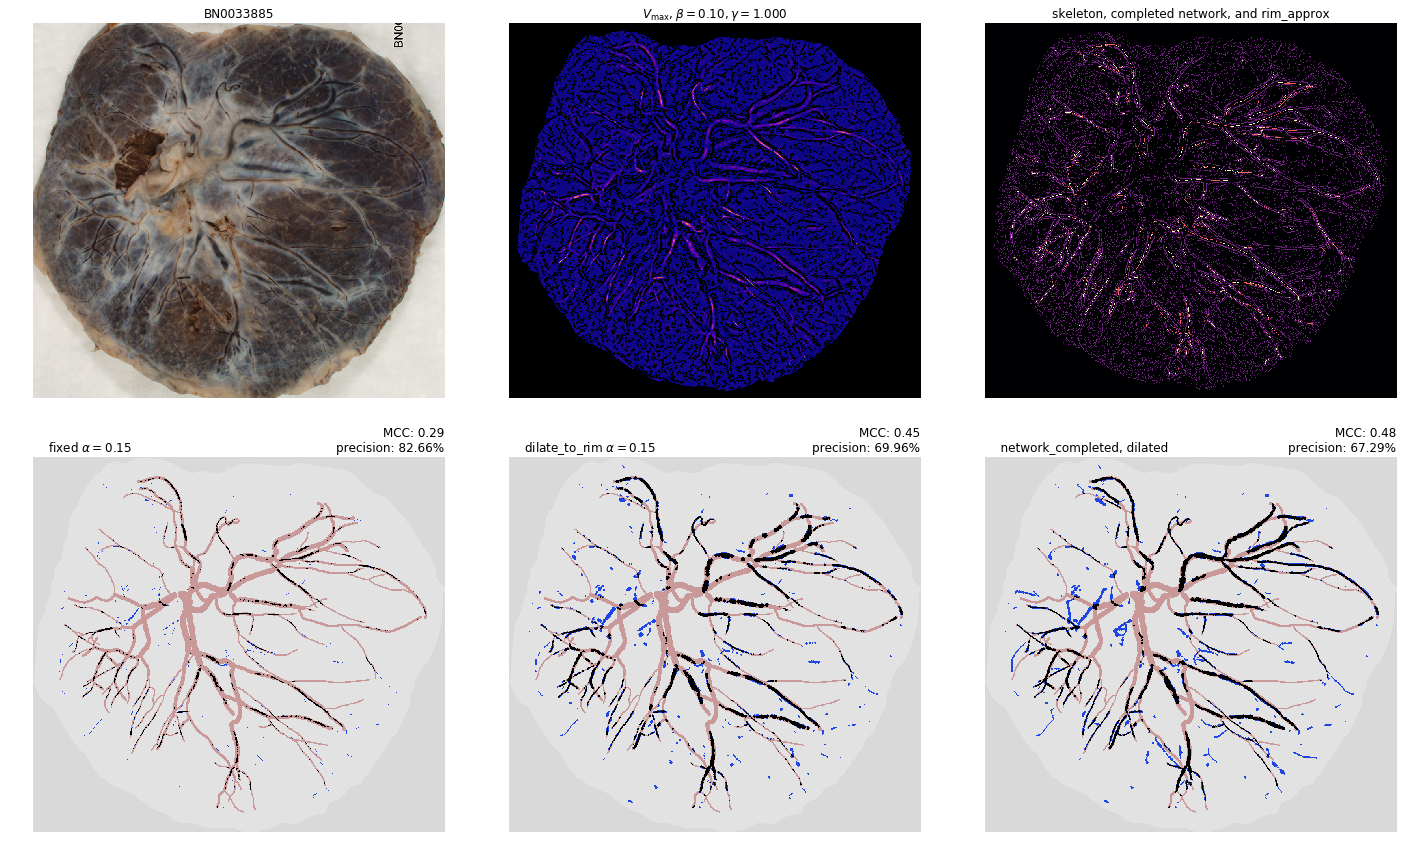 BN0033885
V_max, β = 0.10, γ = 1.000
skeleton, completed network, and rim_approx
BN0
MCC: 0.29
fixed α = 0.15 precision: 82.66%
MCC: 0.45
dilate_to_rim α = 0.15 precision: 69.96%
MCC: 0.48
network_completed, dilated precision: 67.29%